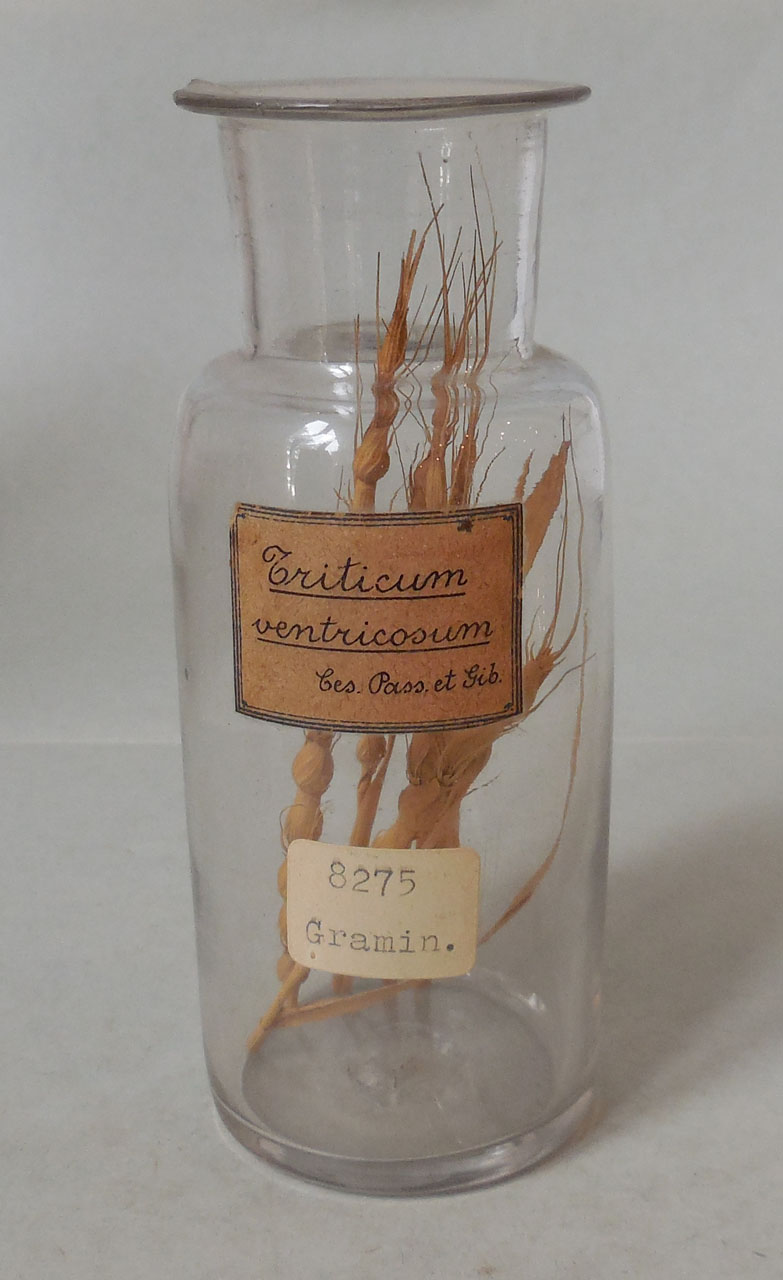 Triticum
ventricosum
Ces. Pass. et Gib.
8275
Gramin.